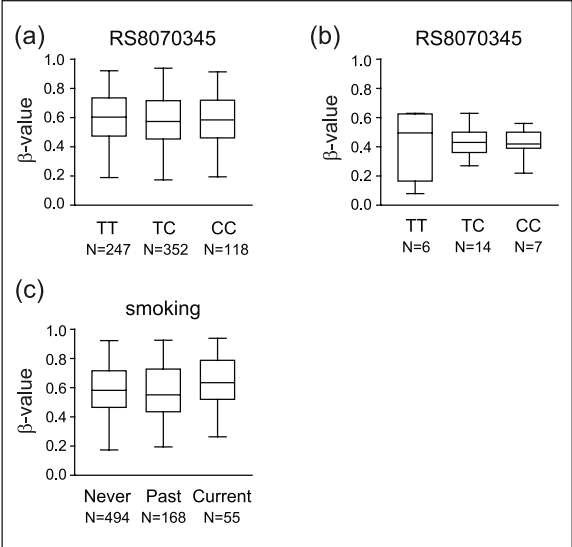 (a) RS8070345
β-value
1.0
0.8
0.6
0.4
0.2
0.0
TT TC CC
N=247 N=352 N=118
(b) RS8070345
β-value
1.0
0.8
0.6
0.4
0.2
0.0
TT TC CC
N=6 N=14 N=7
(c) smoking
β-value
1.0
0.8
0.6
0.4
0.2
0.0
Never Past Current
N=494 N=168 N=55